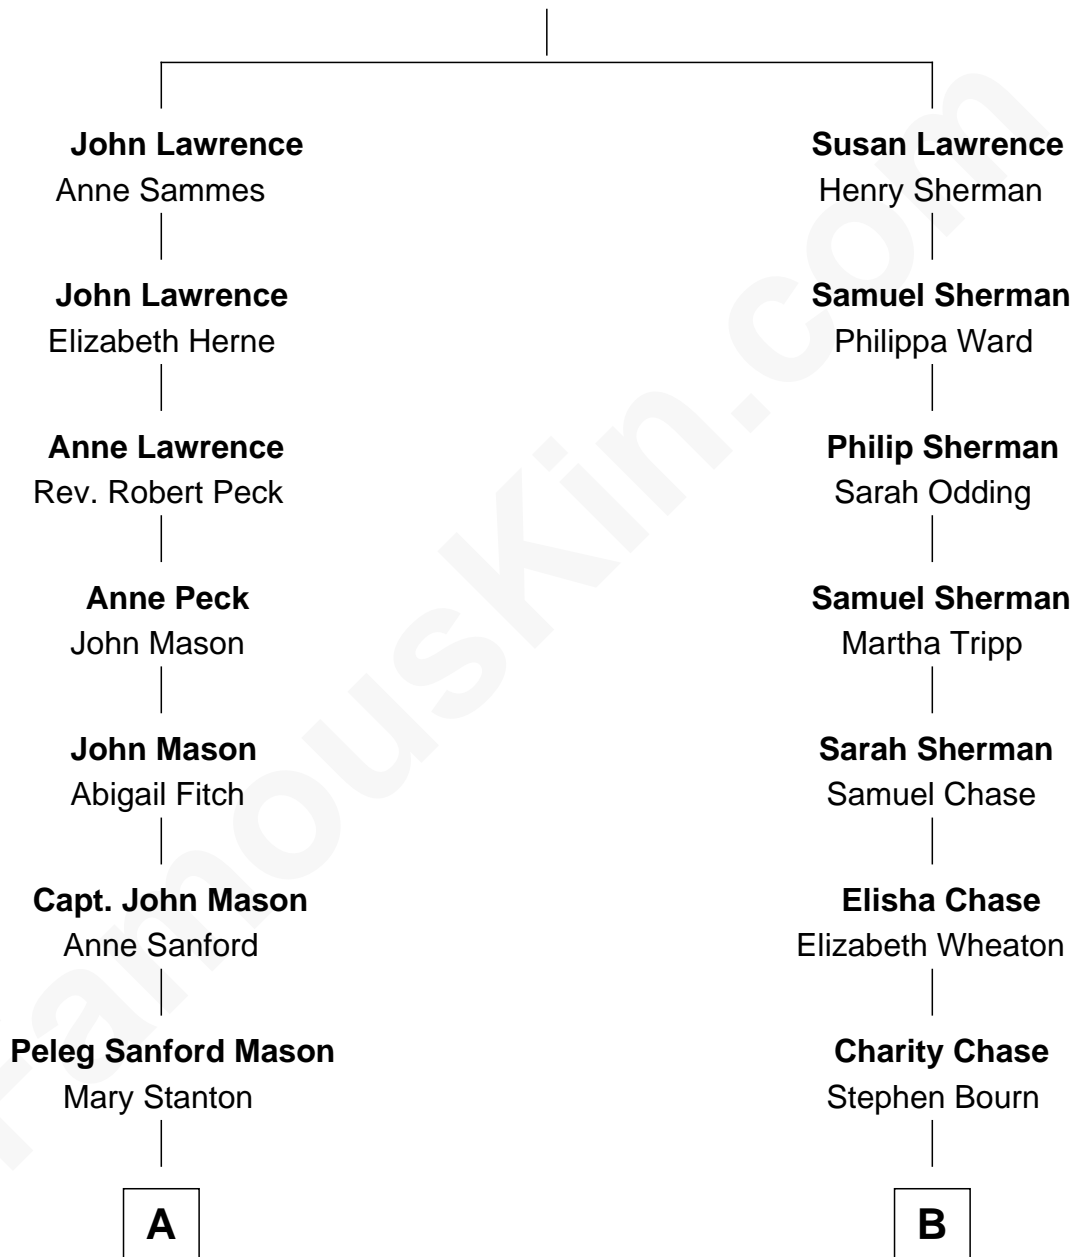 John Lawrence
Anne Sammes
John Lawrence
Elizabeth Herne
Anne Lawrence
Rev. Robert Peck
Anne Peck
John Mason
John Mason
Abigail Fitch
Capt. John Mason
Anne Sanford
Peleg Sanford Mason
Mary Stanton
A
Susan Lawrence
Henry Sherman
Samuel Sherman
Philippa Ward
Philip Sherman
Sarah Odding
Samuel Sherman
Martha Tripp
Sarah Sherman
Samuel Chase
Elisha Chase
Elizabeth Wheaton
Charity Chase
Stephen Bourn
B
FamousKin.com